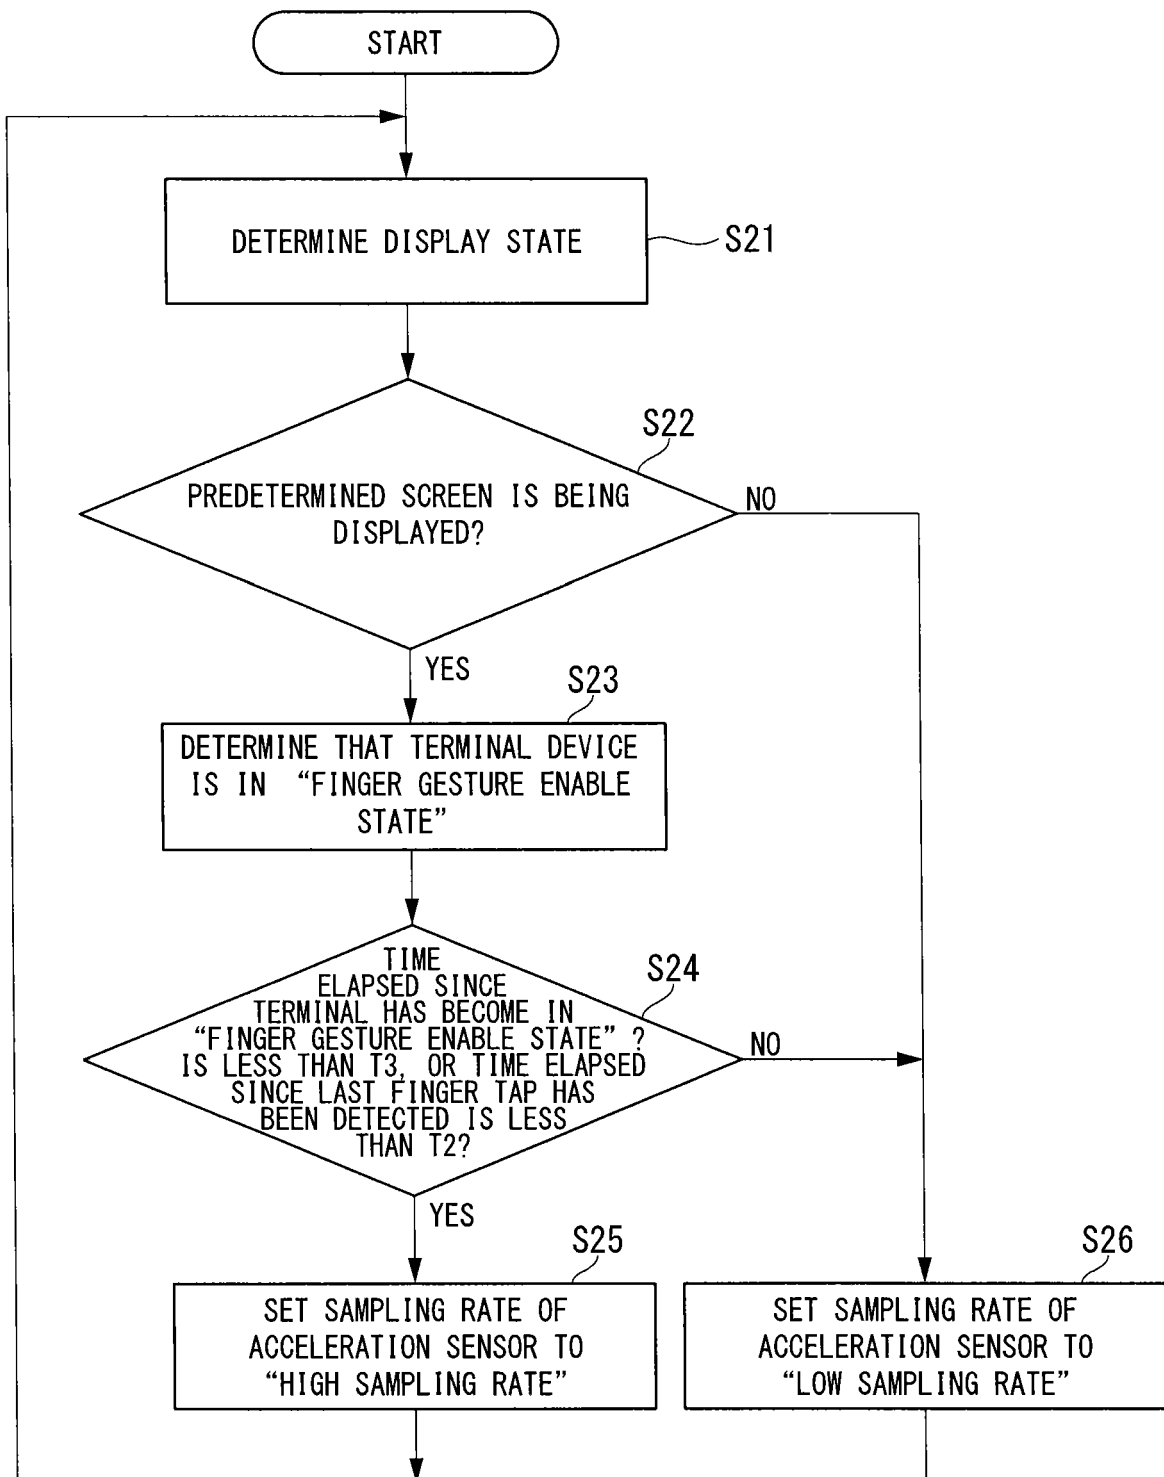 START
DETERMINE DISPLAY STATE
S21
S22
PREDETERMINED SCREEN IS BEING
DISPLAYED?
NO
YES
S23
DETERMINE THAT TERMINAL DEVICE
IS IN “FINGER GESTURE ENABLE
STATE”
S24
TIME
ELAPSED SINCE
TERMINAL HAS BECOME IN
“FINGER GESTURE ENABLE STATE” ?
IS LESS THAN T3, OR TIME ELAPSED
SINCE LAST FINGER TAP HAS
BEEN DETECTED IS LESS
THAN T2?
NO
YES
S25
SET SAMPLING RATE OF
ACCELERATION SENSOR TO
“HIGH SAMPLING RATE”
S26
SET SAMPLING RATE OF
ACCELERATION SENSOR TO
“LOW SAMPLING RATE”